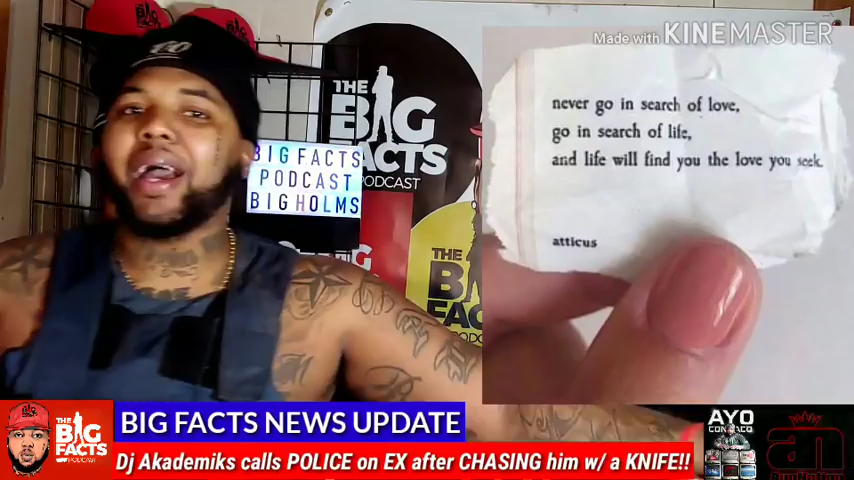 Made with KINEMASTER
THE
BIG
FACTS
PODCAST
BIG FACTS
PODCAST
BIG HOLMS
THE
never go in search of love,
go in search of life,
and life will find you the love you seek.
atticus
THE
BIG
FACTS
PODCAST
BIG FACTS NEWS UPDATE
Dj Akademiks calls POLICE on EX after CHASING him w/ a KNIFE!!
AYO